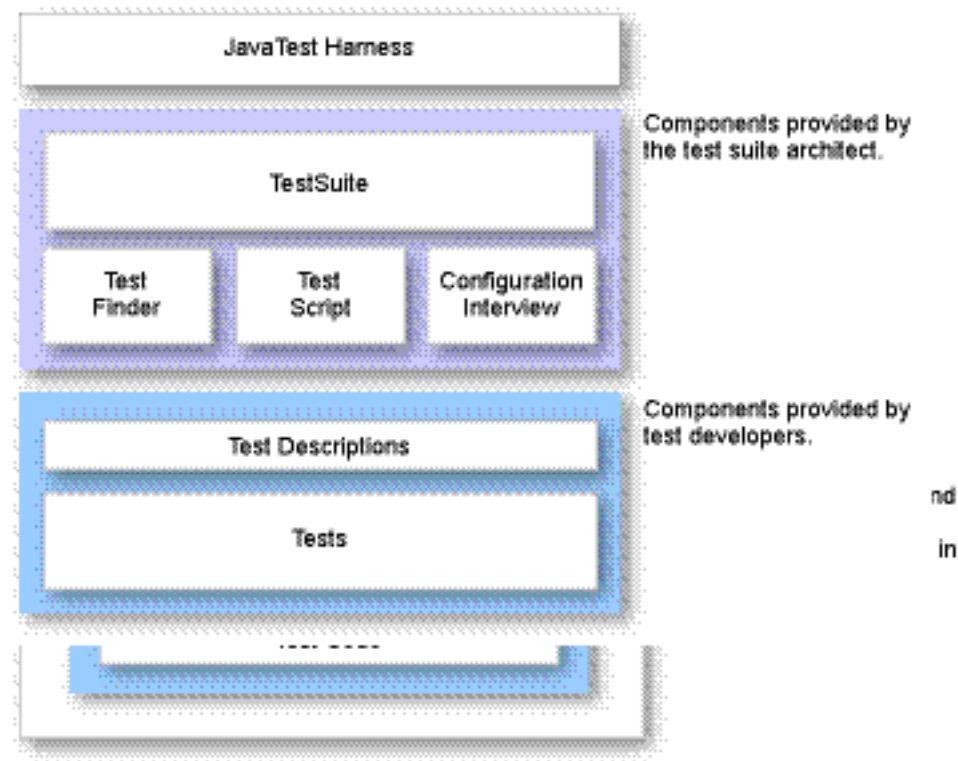 JavaTest Harness
Components provided by
the test suite architect.
TestSuite
Test
Finder
Test
Script
Configuration
Interview
Components provided by
test developers.
Test Descriptions
nd
Tests
in